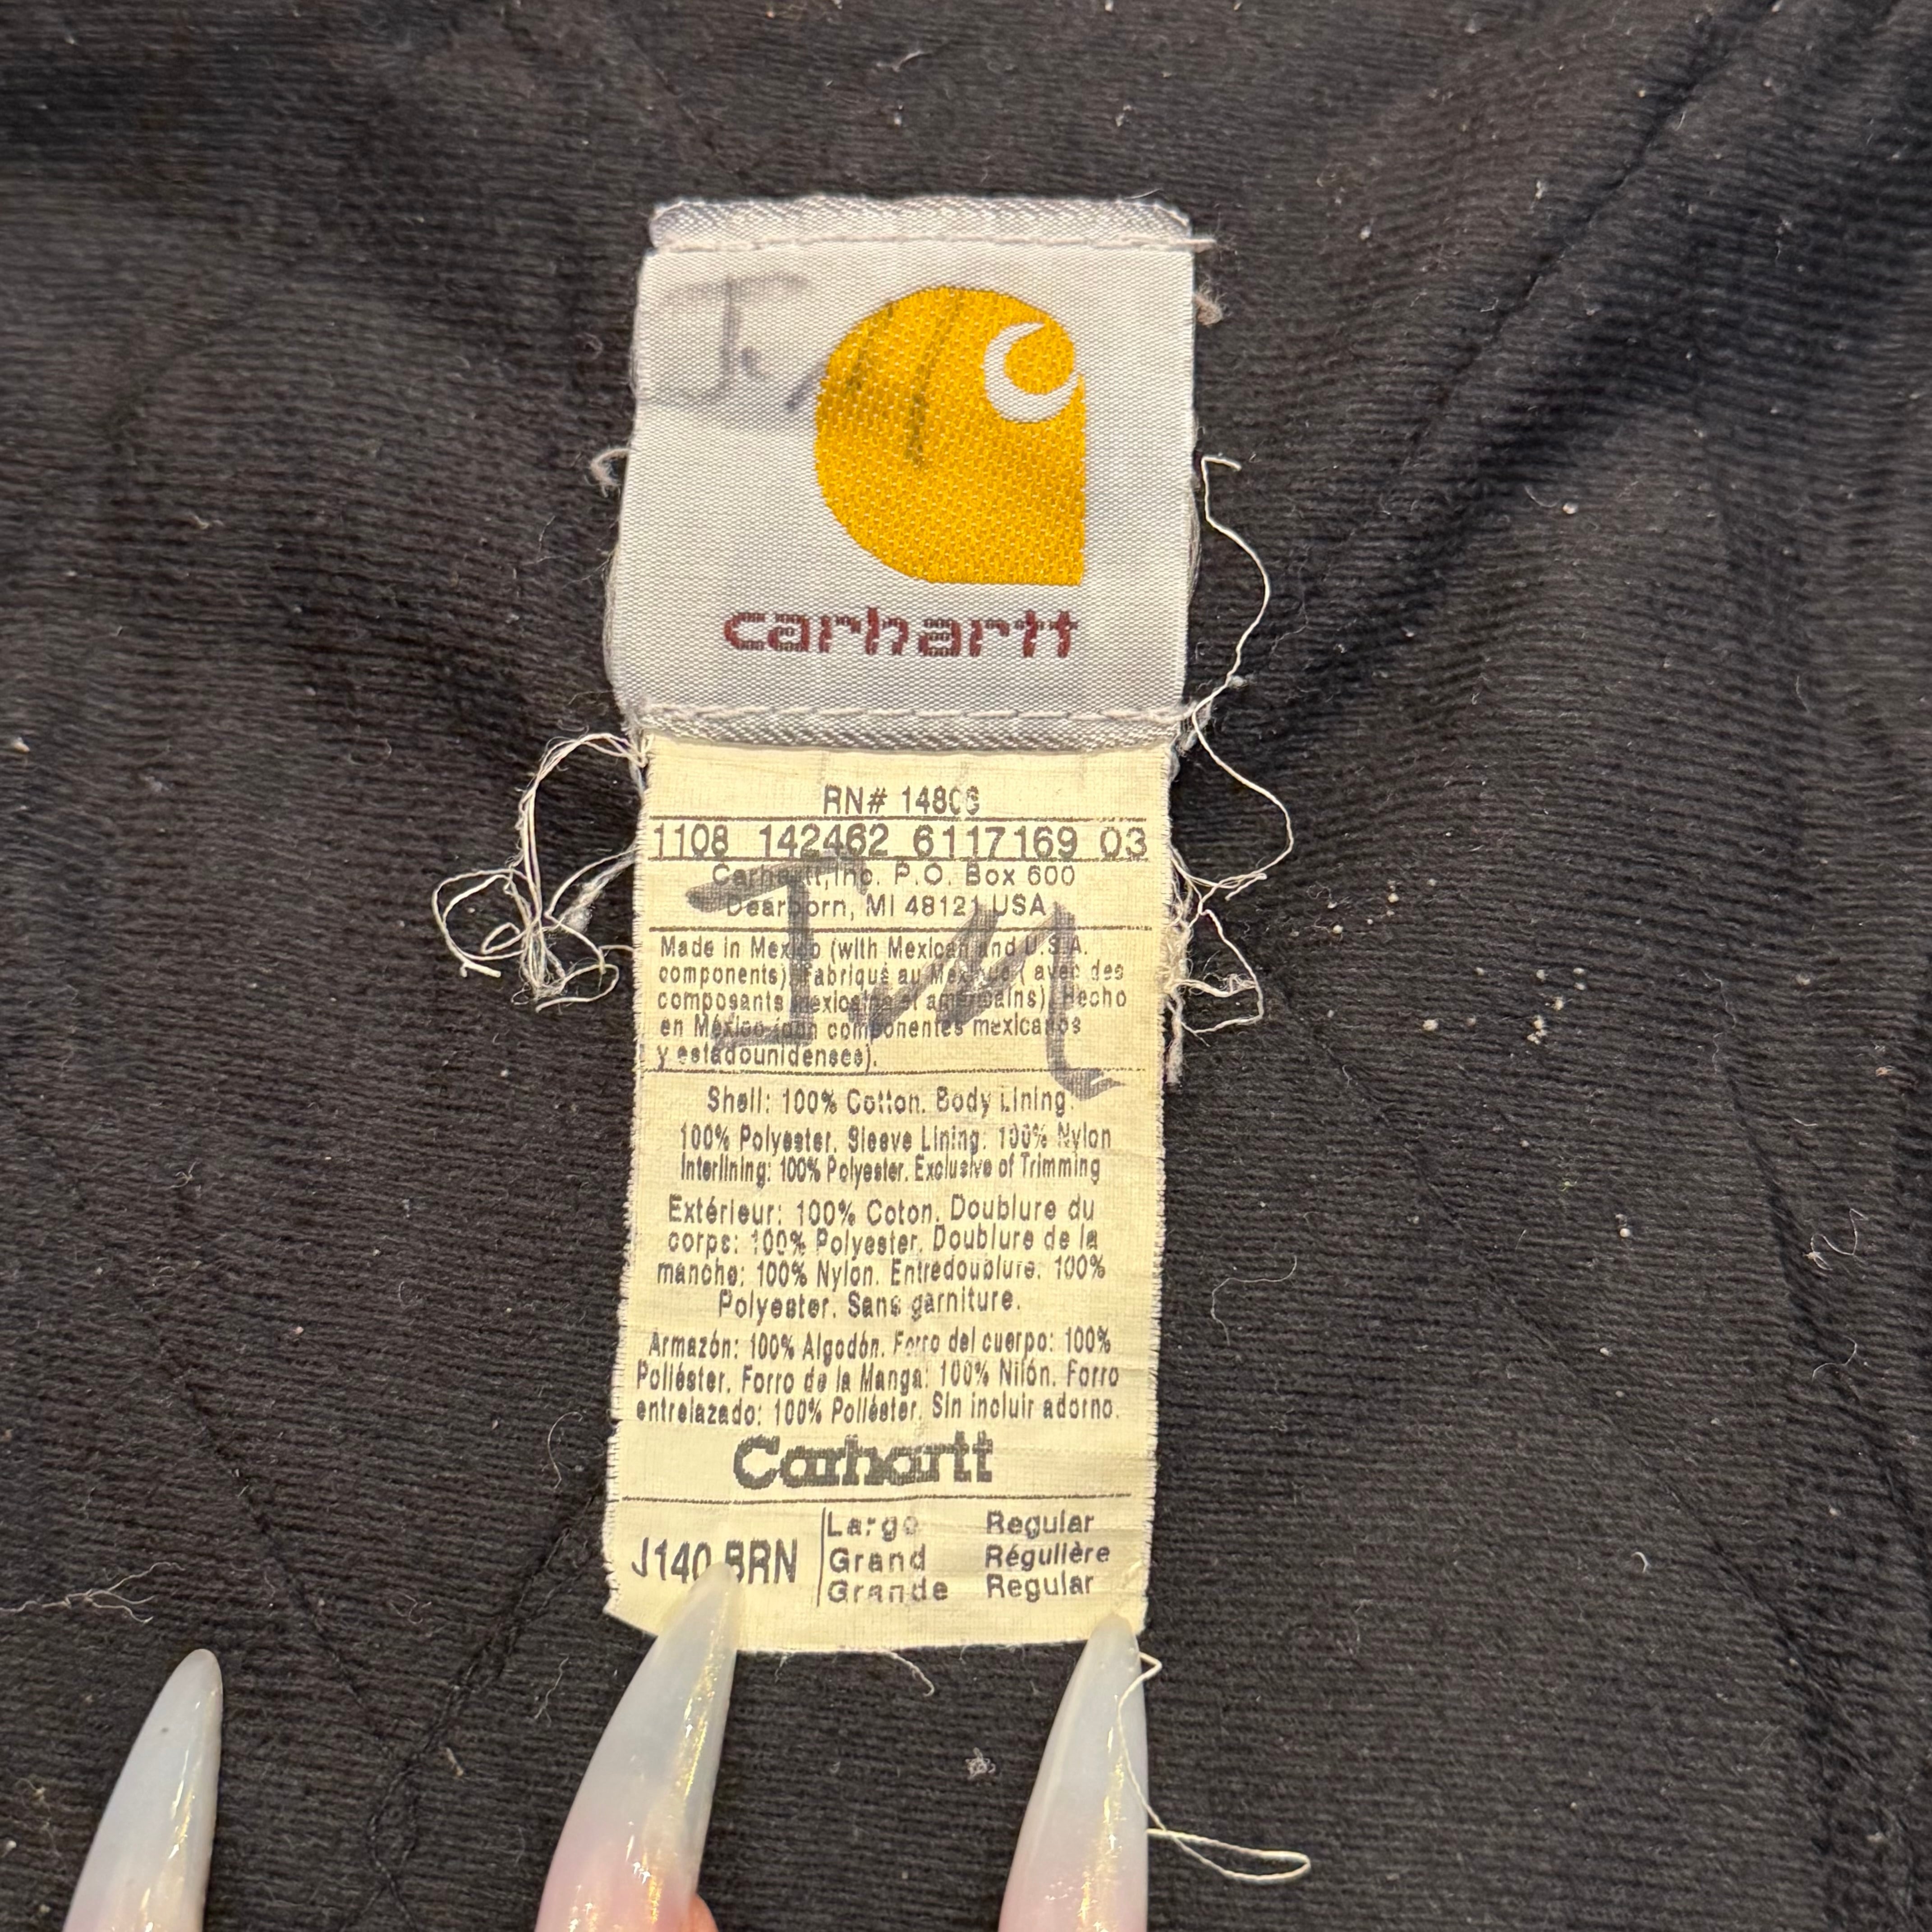 carhartt
RN# 14806
1108 142462 6117169 03
Carhartt, Inc. P.O. Box 600
Dearborn, MI 48121 USA
Made in Mexico (with Mexican and U.S.A.
components). Fabriqué au Mexique ( avec des
composants mexicains et américains). Hecho
en México (con componentes mexicanos
y estadounidenses).
Shell: 100% Cotton. Body Lining:
100% Polyester. Sleeve Lining: 100% Nylon
Interlining: 100% Polyester. Exclusive of Trimming
Extérieur: 100% Coton. Doublure du
corps: 100% Polyester. Doublure de la
manche: 100% Nylon. Entredoublure: 100%
Polyester. Sans garniture.
Armazón: 100% Algodón. Forro del cuerpo: 100%
Poliéster. Forro de la Manga: 100% Nilón. Forro
entrelazado: 100% Poliéster. Sin incluir adorno.
Carhartt
J140 BRN
Large Regular
Grand Régulière
Grande Regular